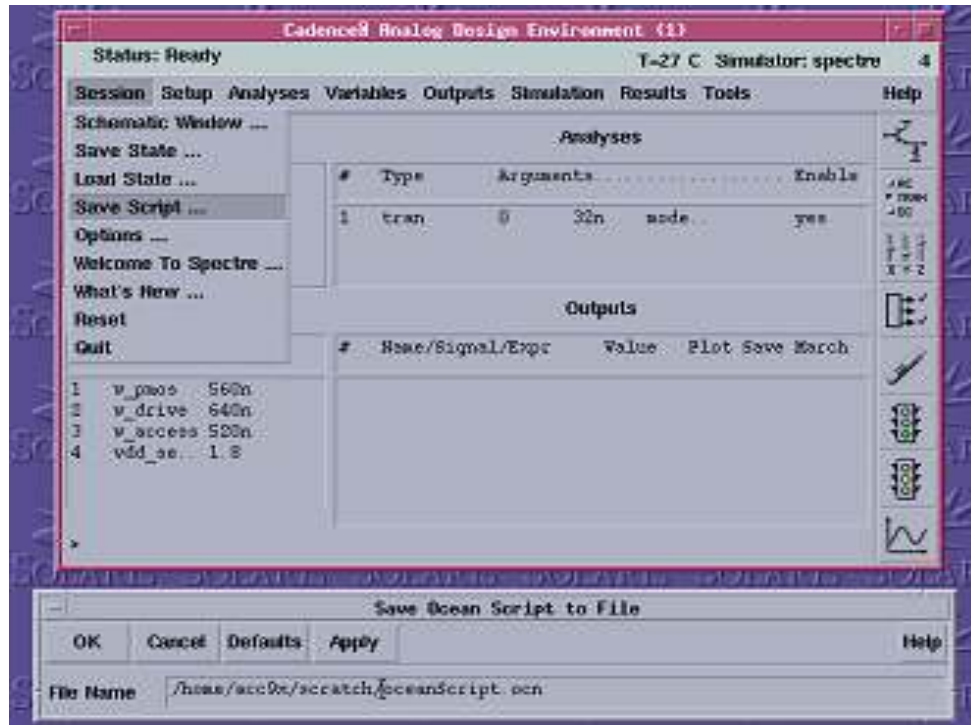 Cadence® Analog Design Environment (1)
Status: Ready
T=27 C Simulator: spectre 4
Session Setup Analyses Variables Outputs Simulation Results Tools Help
Schematic Window ...
Save State ...
Load State ...
Save Script ...
Options ...
Welcome To Spectre ...
What's New ...
Reset
Quit
Analyses
# Type Arguments..................... Enable
1 tran 0 32n mode.. yes
Outputs
# Name/Signal/Expr Value Plot Save March
1 w_pmos 560n
2 w_drive 640n
3 w_access 520n
4 vdd_se.. 1.8
>
Save Ocean Script to File
OK Cancel Defaults Apply Help
File Name /home/acc9x/scratch/oceanScript.ocn